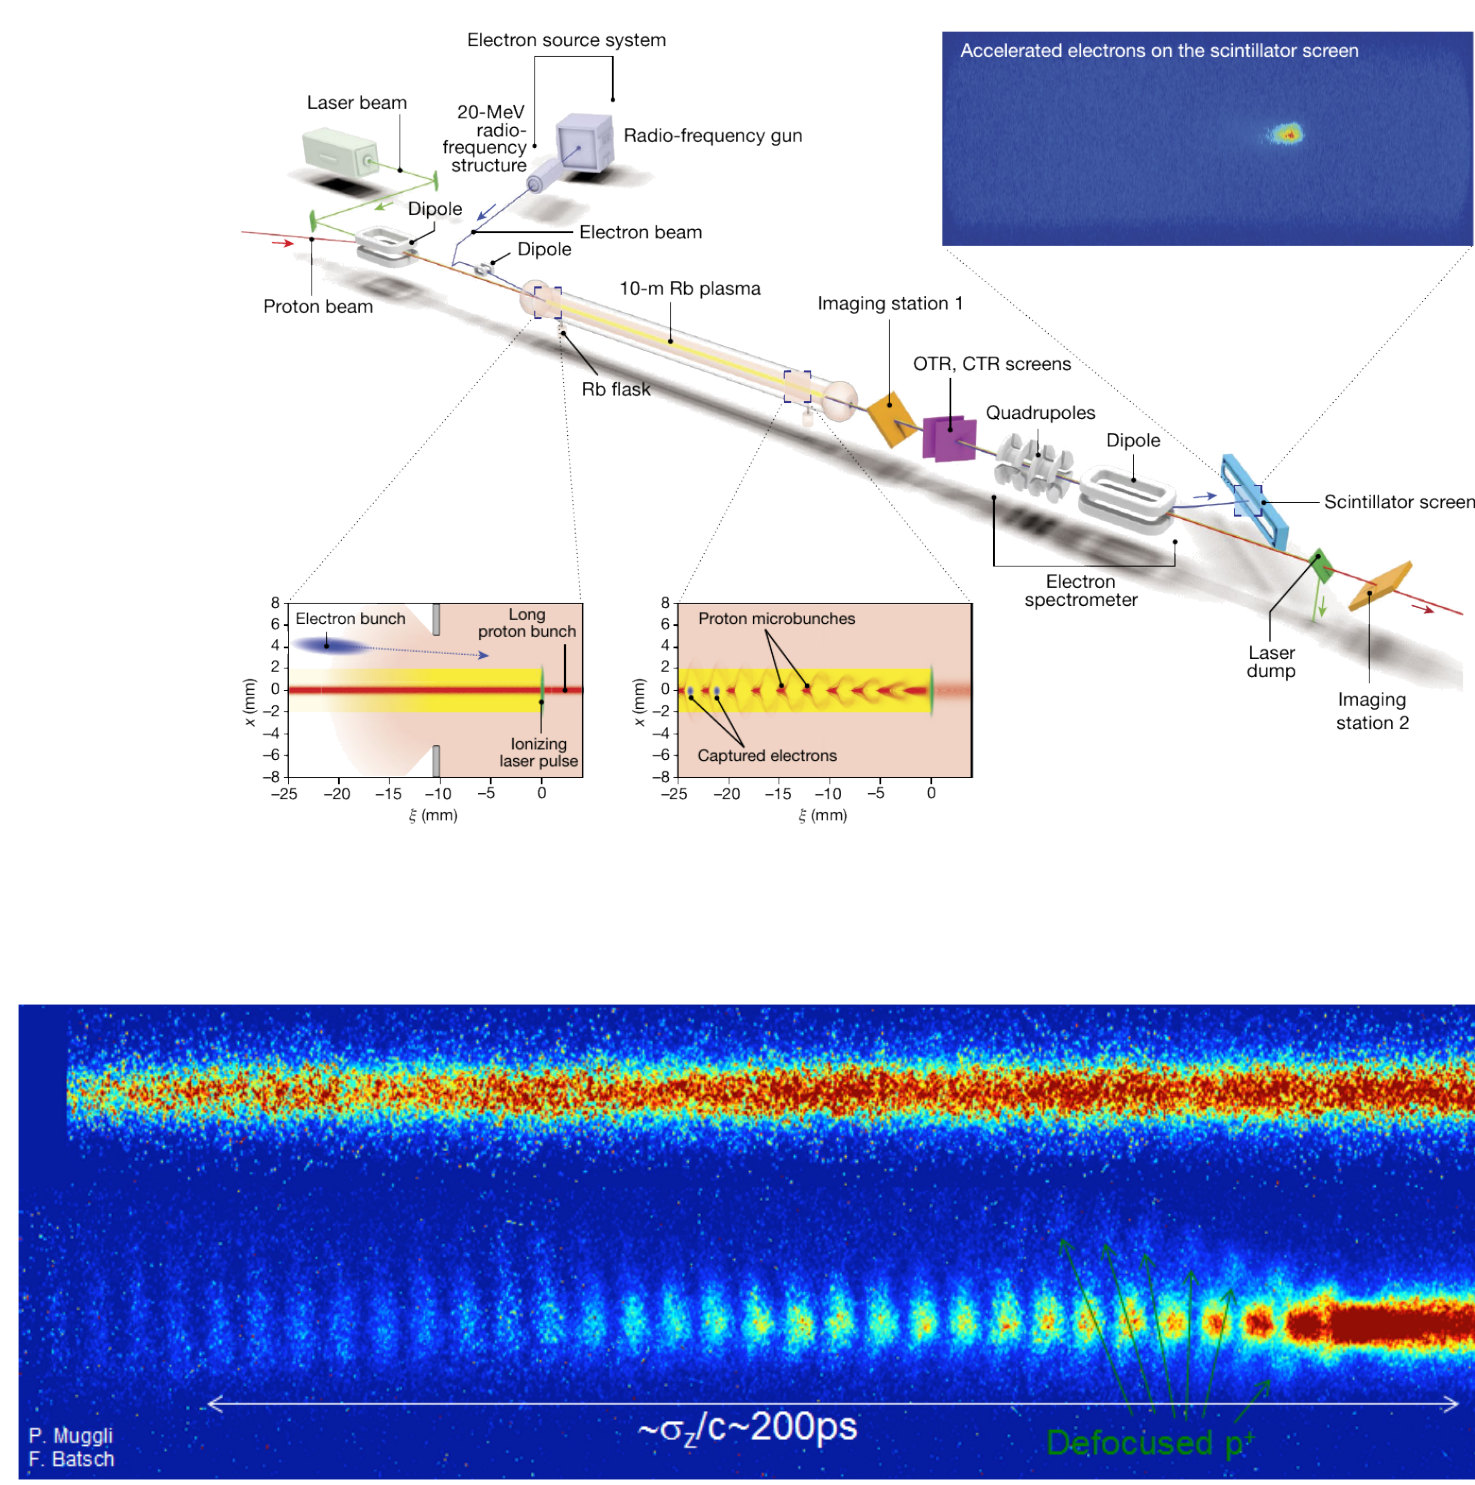 Electron source system
Accelerated electrons on the scintillator screen
Laser beam
20-MeV
radio-
frequency
structure
Radio-frequency gun
Dipole
Electron beam
Dipole
Proton beam
10-m Rb plasma
Imaging station 1
Rb flask
OTR, CTR screens
Quadrupoles
Dipole
Scintillator screen
Electron
spectrometer
Laser
dump
Imaging
station 2
8
6
4
2
0
−2
−4
−6
−8
x (mm)
Electron bunch
Long
proton bunch
Ionizing
laser pulse
−25
−20
−15
−10
−5
0
ξ (mm)
8
6
4
2
0
−2
−4
−6
−8
x (mm)
Proton microbunches
Captured electrons
−25
−20
−15
−10
−5
0
ξ (mm)
~σz/c~200ps
Defocused p+
P. Muggli
F. Batsch